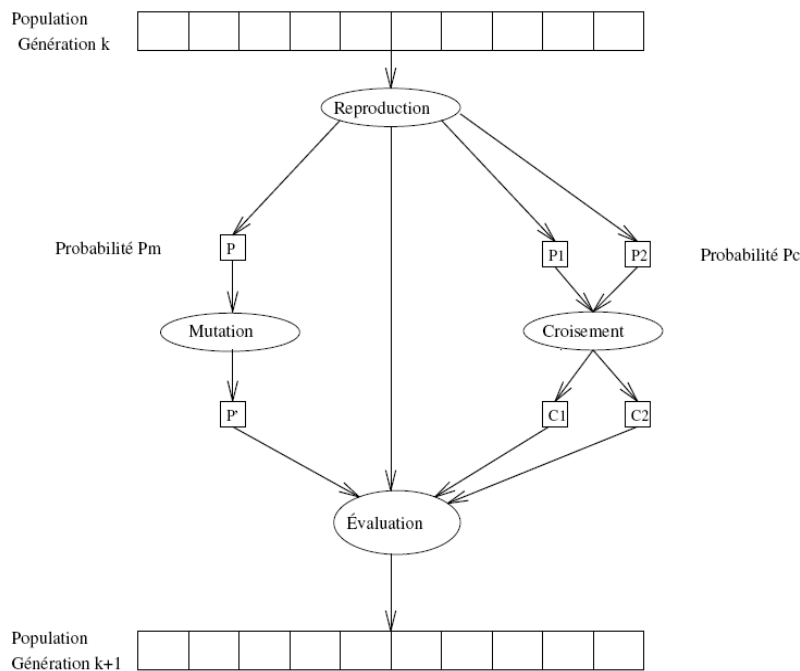 Population
Génération k
Reproduction
Probabilité Pm
P
P1
P2
Probabilité Pc
Mutation
Croisement
P'
C1
C2
Évaluation
Population
Génération k+1